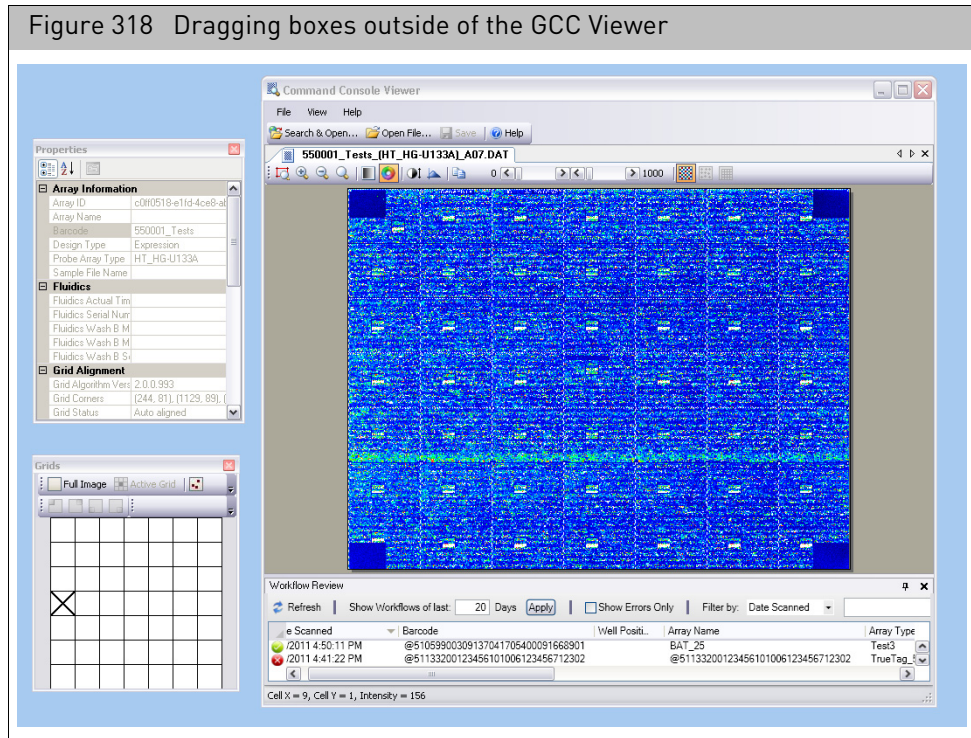 Figure 318 Dragging boxes outside of the GCC Viewer
Command Console Viewer
File View Help
Search & Open... Open File... Save Help
550001_Tests_(HT_HG-U133A)_A07.DAT
0 1000
Properties
Array Information
Array ID c0ff0518-e1fd-4ce8-a
Array Name
Barcode 550001_Tests
Design Type Expression
Probe Array Type HT_HG-U133A
Sample File Name
Fluidics
Fluidics Actual Tim
Fluidics Serial Num
Fluidics Wash B M
Fluidics Wash B M
Fluidics Wash B S
Grid Alignment
Grid Algorithm Vers 2.0.0.993
Grid Corners (244, 81), (1129, 89), (
Grid Status Auto aligned
Grids
Full Image Active Grid
Workflow Review
Refresh Show Workflows of last: 20 Days Apply Show Errors Only Filter by: Date Scanned
e Scanned Barcode Well Positi... Array Name Array Type
/2011 4:50:11 PM @51059900309137041705400091668901 BAT_25 Test3
/2011 4:41:22 PM @51133200123456101006123456712302 @51133200123456101006123456712302 TrueTag_
Cell X = 9, Cell Y = 1, Intensity = 156